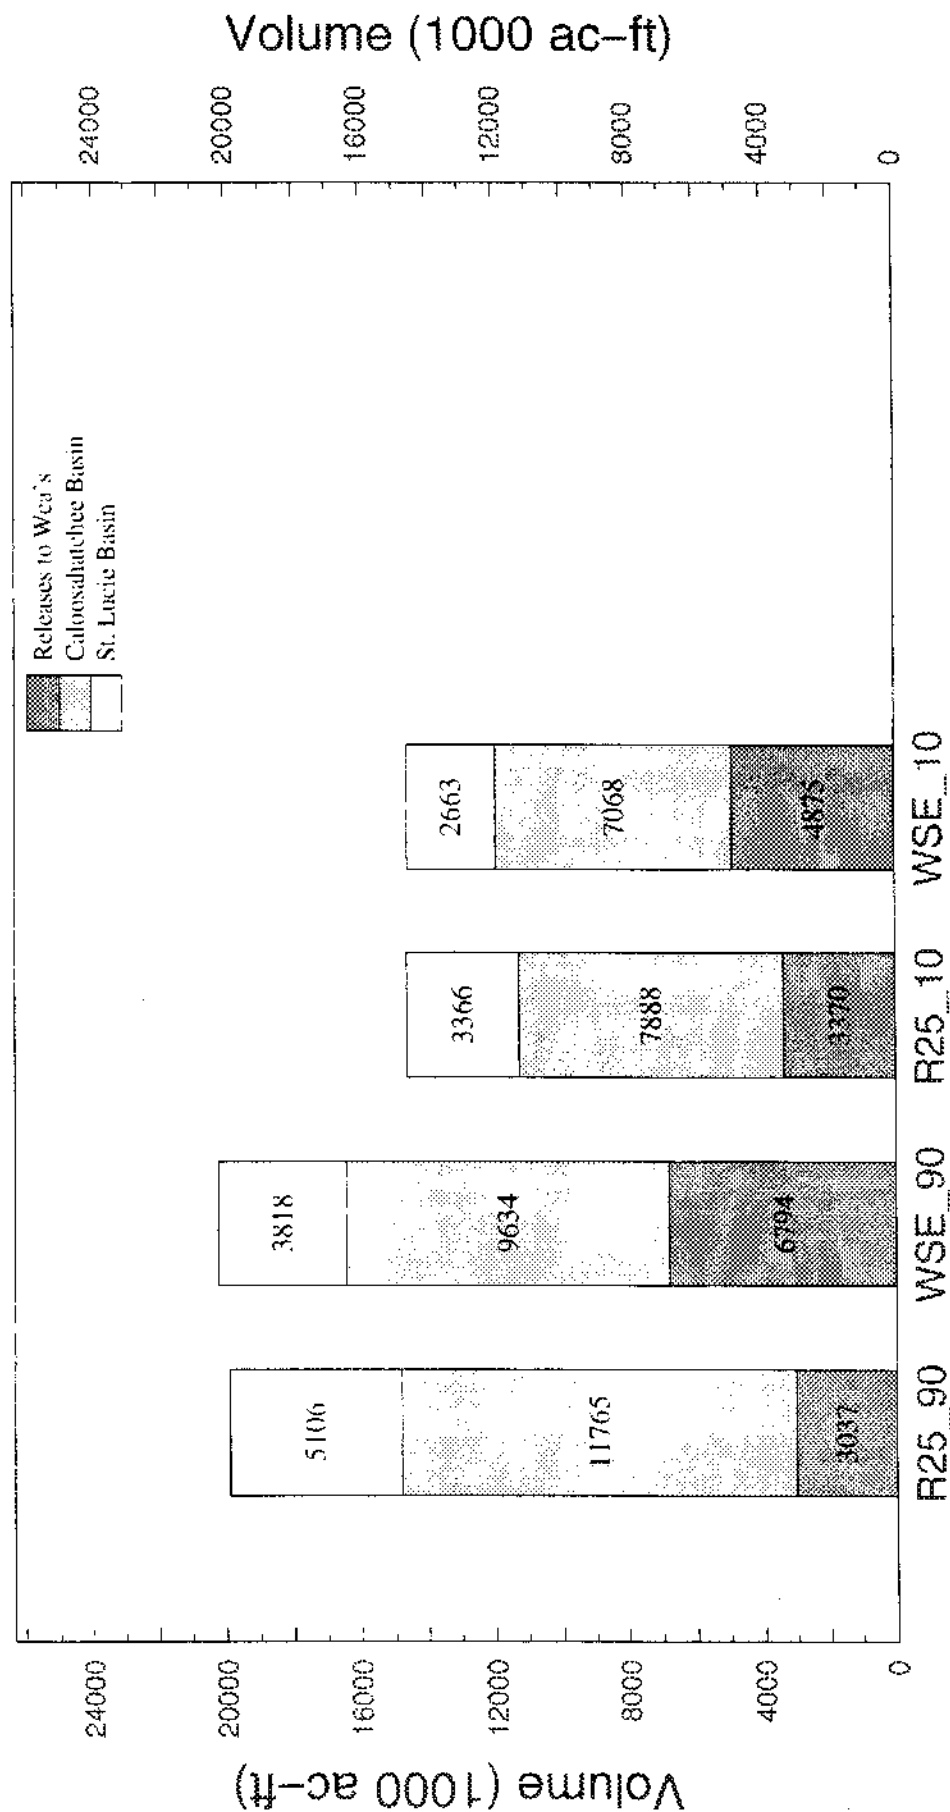 Volume (1000 ac-ft)
24000
20000
16000
12000
8000
4000
0
Releases to Wca's
Caloosahatchee Basin
St. Lucie Basin
5106
11765
3037
3818
9634
6794
3366
7888
3370
2663
7068
4875
R25_90
WSE_90
R25_10
WSE_10
24000
20000
16000
12000
8000
4000
0
Volume (1000 ac-ft)